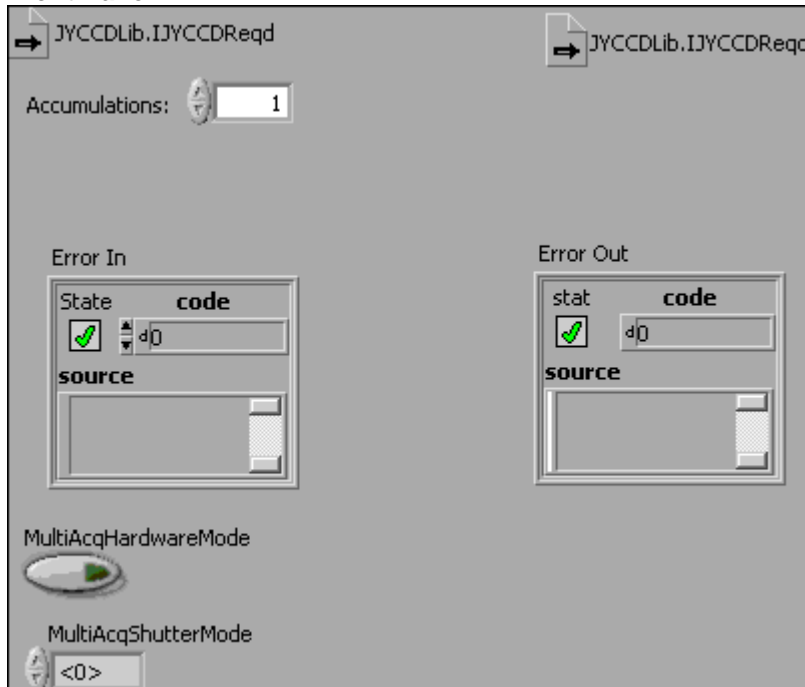 JYCCDLib.IJYCCDReqd
JYCCDLib.IJYCCDReqd
Accumulations: 1
Error In
State code
d0
source
Error Out
stat code
d0
source
MultiAcqHardwareMode
MultiAcqShutterMode
<0>